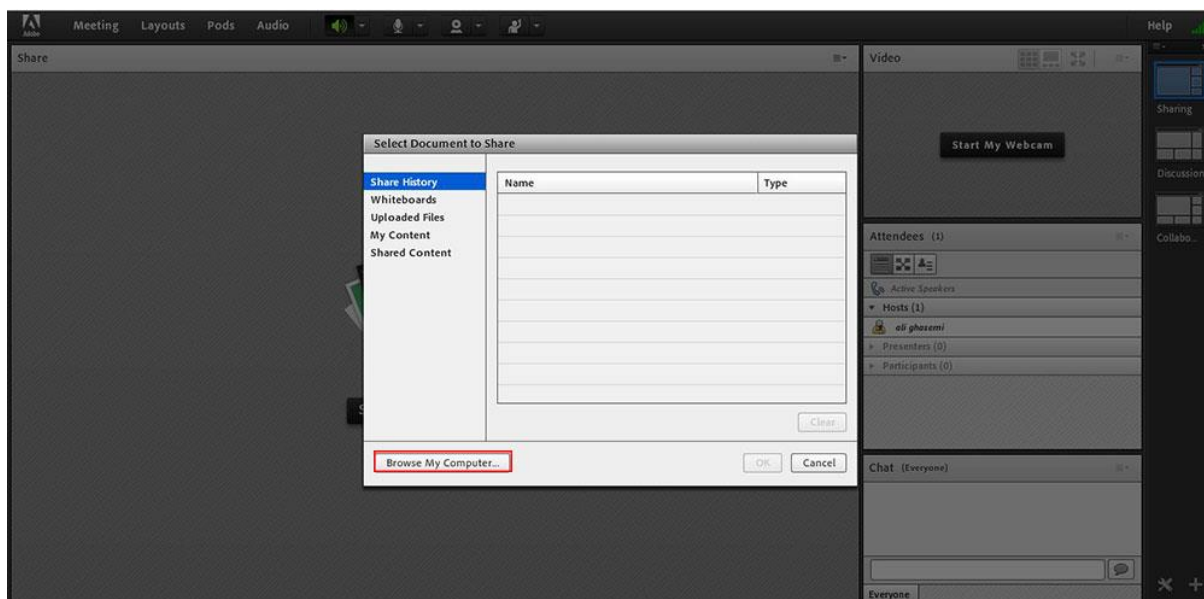 Adobe
Meeting Layouts Pods Audio Help
Share
Video
Start My Webcam
Sharing
Discussion
Collabo...
Select Document to Share
Share History
Whiteboards
Uploaded Files
My Content
Shared Content
Name Type
Clear
Browse My Computer... OK Cancel
Attendees (1)
Active Speakers
Hosts (1)
ali ghasemi
Presenters (0)
Participants (0)
Chat (Everyone)
Everyone